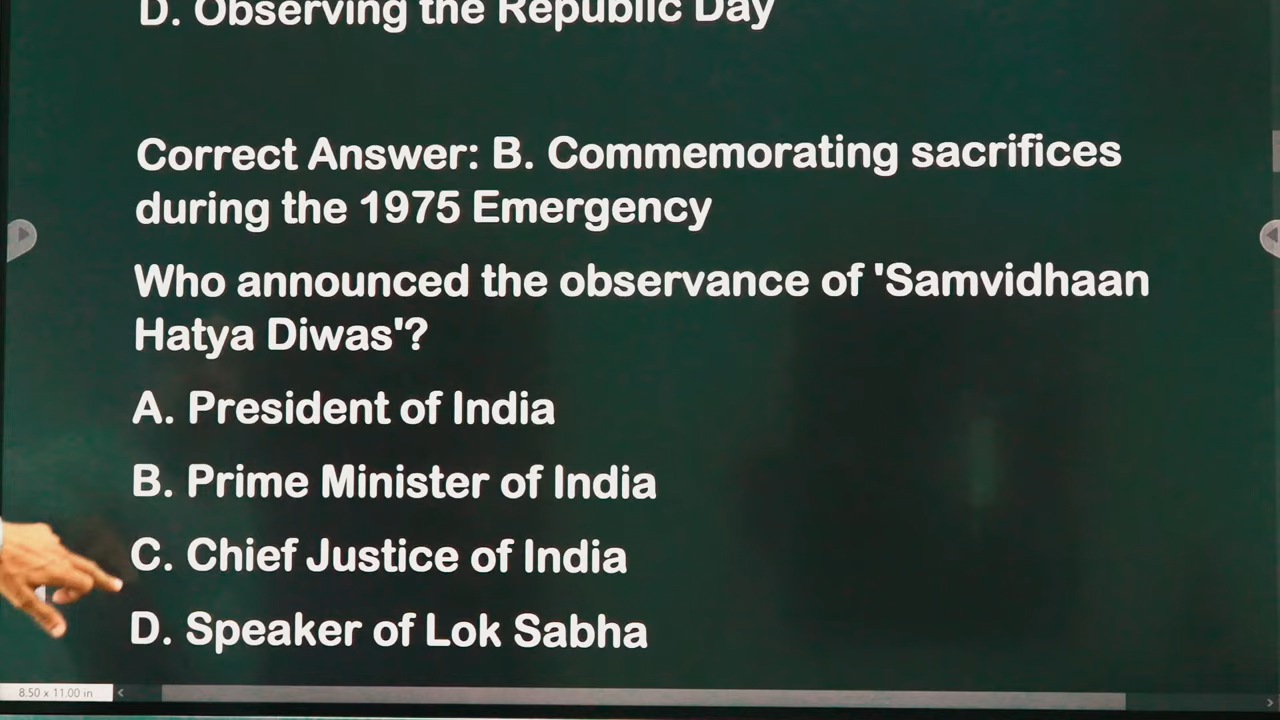 D. Observing the Republic Day
Correct Answer: B. Commemorating sacrifices
during the 1975 Emergency
Who announced the observance of 'Samvidhaan
Hatya Diwas'?
A. President of India
B. Prime Minister of India
C. Chief Justice of India
D. Speaker of Lok Sabha
8.50 x 11.00 in